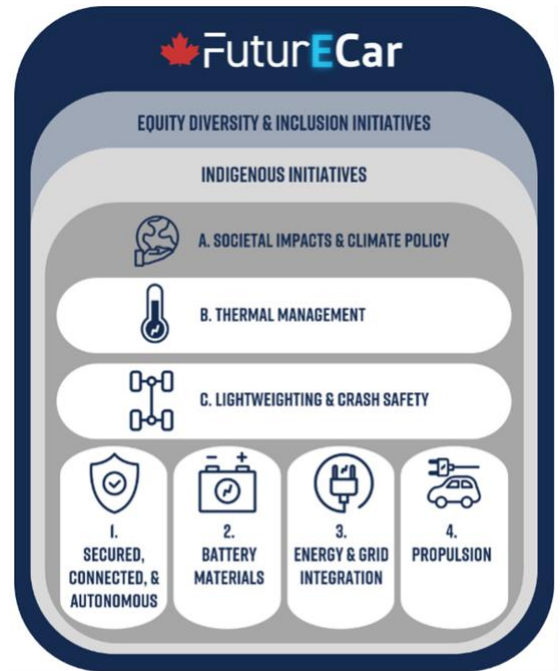 FuturECar
EQUITY DIVERSITY & INCLUSION INITIATIVES
INDIGENOUS INITIATIVES
A. SOCIETAL IMPACTS & CLIMATE POLICY
B. THERMAL MANAGEMENT
C. LIGHTWEIGHTING & CRASH SAFETY
1.
SECURED,
CONNECTED, &
AUTONOMOUS
2.
BATTERY
MATERIALS
3.
ENERGY & GRID
INTEGRATION
4.
PROPULSION